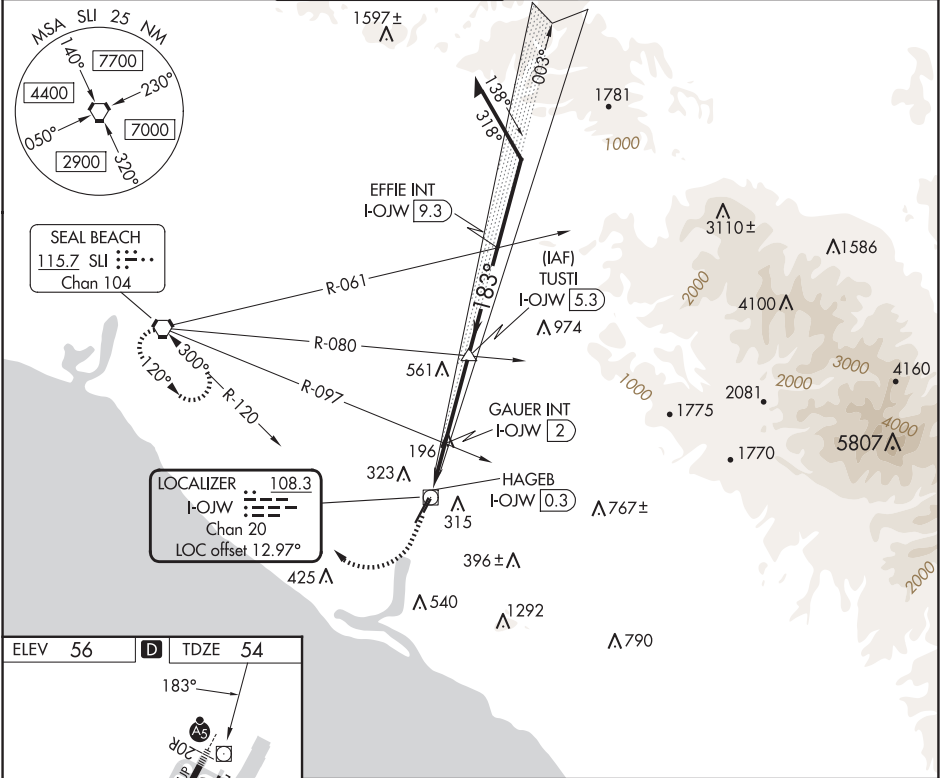 MSA SLI 25 NM
140°
7700
230°
4400
050°
7000
2900
320°
1597±
003°
138°
318°
1781
1000
EFFIE INT
I-OJW 9.3
3110±
1586
SEAL BEACH
115.7 SLI
Chan 104
(IAF)
TUSTI
I-OJW 5.3
183°
R-061
2000
4100
974
R-080
561
3000
4160
300°
120°
R-120
R-097
1000
2081
2000
1775
4000
GAUER INT
I-OJW 2
5807
196
1770
323
HAGEB
I-OJW 0.3
LOCALIZER 108.3
I-OJW
Chan 20
LOC offset 12.97°
315
767±
396±
425
2000
540
1292
790
ELEV 56 D TDZE 54
183°
A5
20R